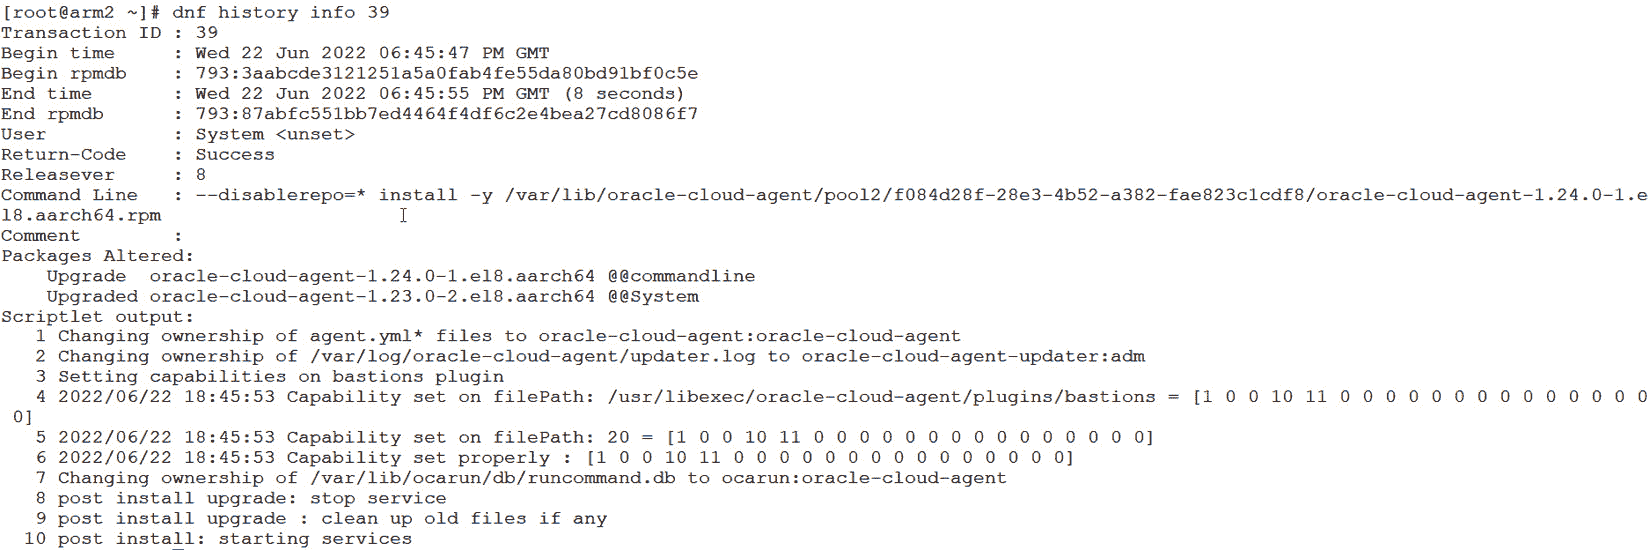 [root@arm2 ~]# dnf history info 39
Transaction ID : 39
Begin time     : Wed 22 Jun 2022 06:45:47 PM GMT
Begin rpmdb    : 793:3aabcde3121251a5a0fab4fe55da80bd91bf0c5e
End time       : Wed 22 Jun 2022 06:45:55 PM GMT (8 seconds)
End rpmdb      : 793:87abfc551bb7ed4464f4df6c2e4bea27cd8086f7
User           : System <unset>
Return-Code    : Success
Releasever     : 8
Command Line   : --disablerepo=* install -y /var/lib/oracle-cloud-agent/pool2/f084d28f-28e3-4b52-a382-fae823c1cdf8/oracle-cloud-agent-1.24.0-1.e
l8.aarch64.rpm
Comment        :
Packages Altered:
    Upgrade  oracle-cloud-agent-1.24.0-1.el8.aarch64 @@commandline
    Upgraded oracle-cloud-agent-1.23.0-2.el8.aarch64 @@System
Scriptlet output:
   1 Changing ownership of agent.yml* files to oracle-cloud-agent:oracle-cloud-agent
   2 Changing ownership of /var/log/oracle-cloud-agent/updater.log to oracle-cloud-agent-updater:adm
   3 Setting capabilities on bastions plugin
   4 2022/06/22 18:45:53 Capability set on filePath: /usr/libexec/oracle-cloud-agent/plugins/bastions = [1 0 0 10 11 0 0 0 0 0 0 0 0 0 0 0 0 0 0
 0]
   5 2022/06/22 18:45:53 Capability set on filePath: 20 = [1 0 0 10 11 0 0 0 0 0 0 0 0 0 0 0 0 0 0 0]
   6 2022/06/22 18:45:53 Capability set properly : [1 0 0 10 11 0 0 0 0 0 0 0 0 0 0 0 0 0 0 0]
   7 Changing ownership of /var/lib/ocarun/db/runcommand.db to ocarun:oracle-cloud-agent
   8 post install upgrade: stop service
   9 post install upgrade : clean up old files if any
  10 post install: starting services